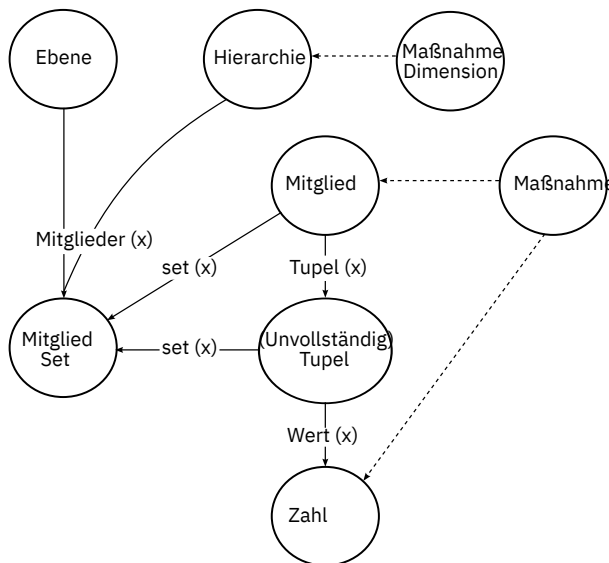 Ebene
Hierarchie
Maßnahme
Dimension
Mitglied
Maßnahme
Mitglieder (x)
set (x)
Tupel (x)
Mitglied
Set
set (x)
(Unvollständig)
Tupel
Wert (x)
Zahl